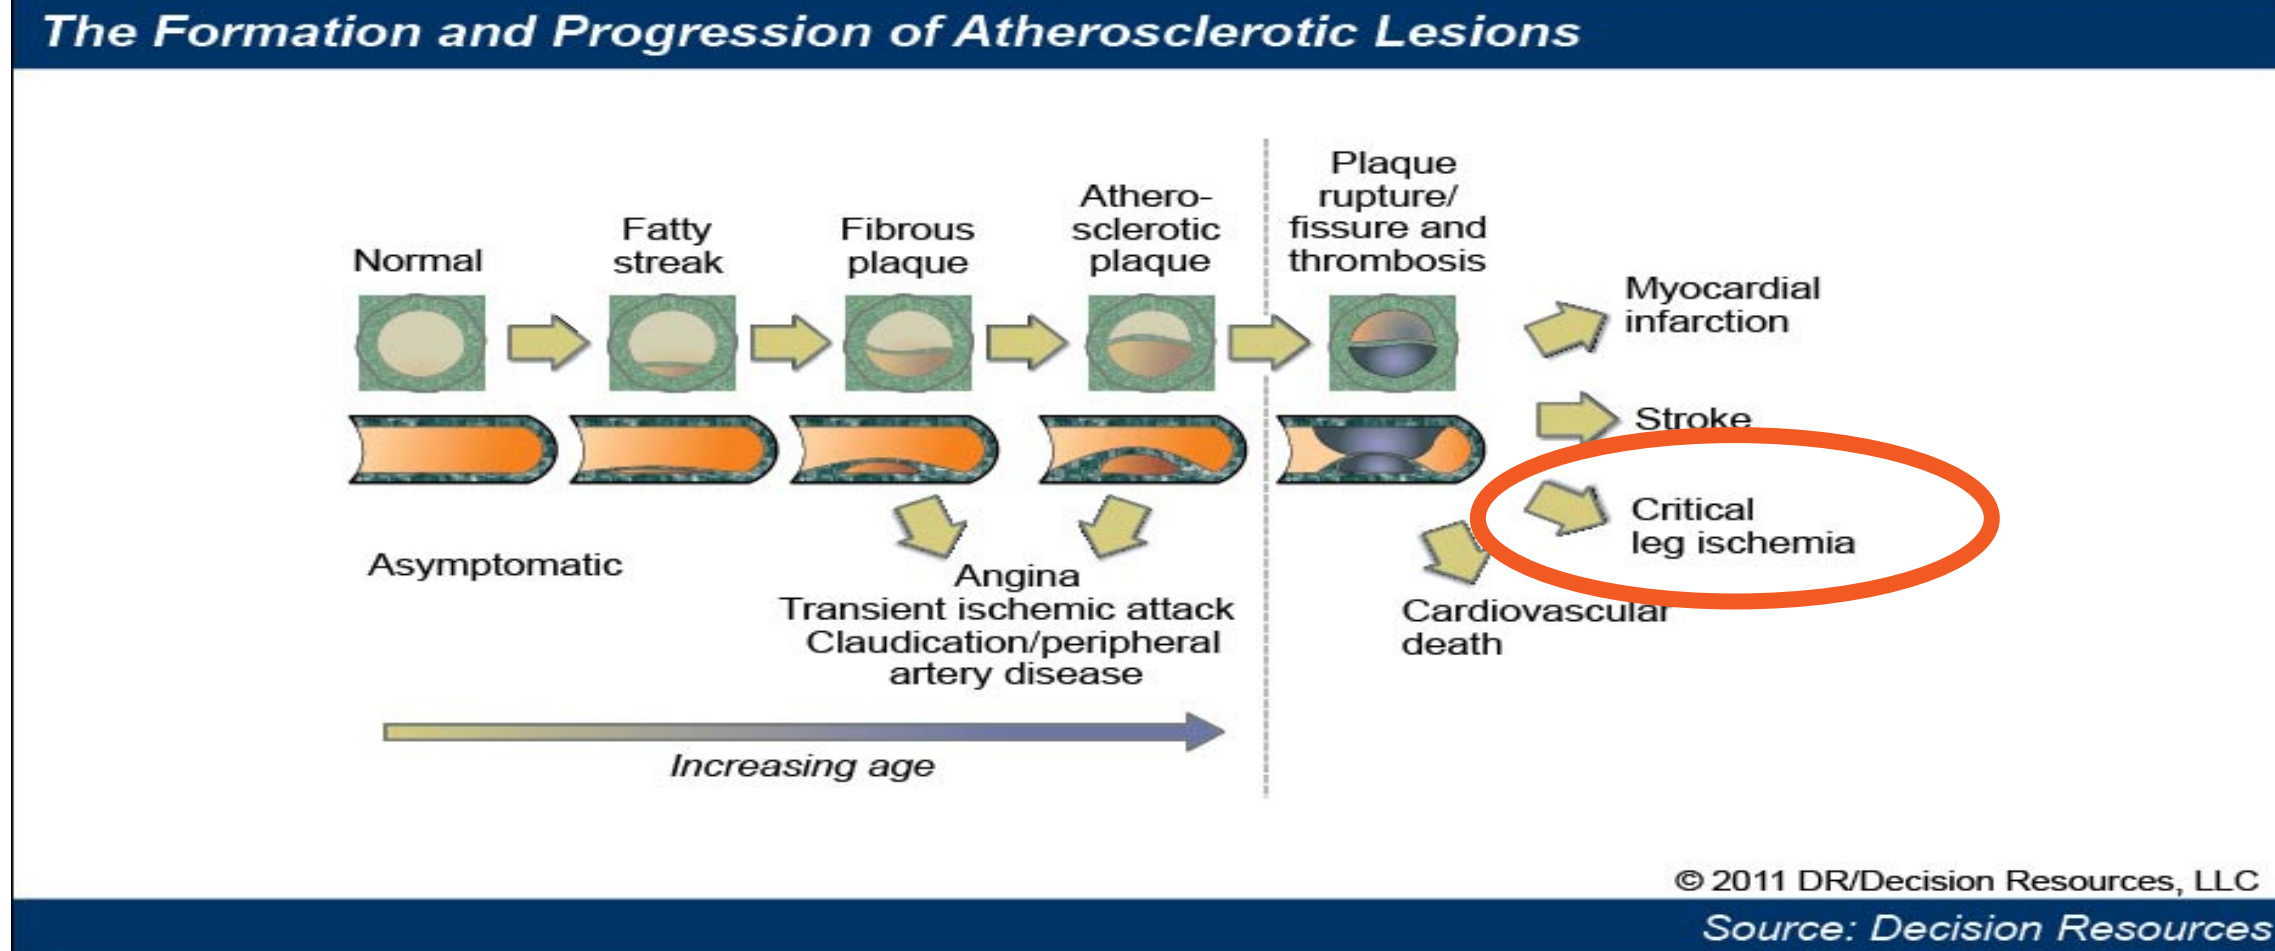 The Formation and Progression of Atherosclerotic Lesions
Normal
Fatty
streak
Fibrous
plaque
Athero-
sclerotic
plaque
Plaque
rupture/
fissure and
thrombosis
Myocardial
infarction
Stroke
Critical
leg ischemia
Cardiovascular
death
Asymptomatic
Angina
Transient ischemic attack
Claudication/peripheral
artery disease
Increasing age
© 2011 DR/Decision Resources, LLC
Source: Decision Resources